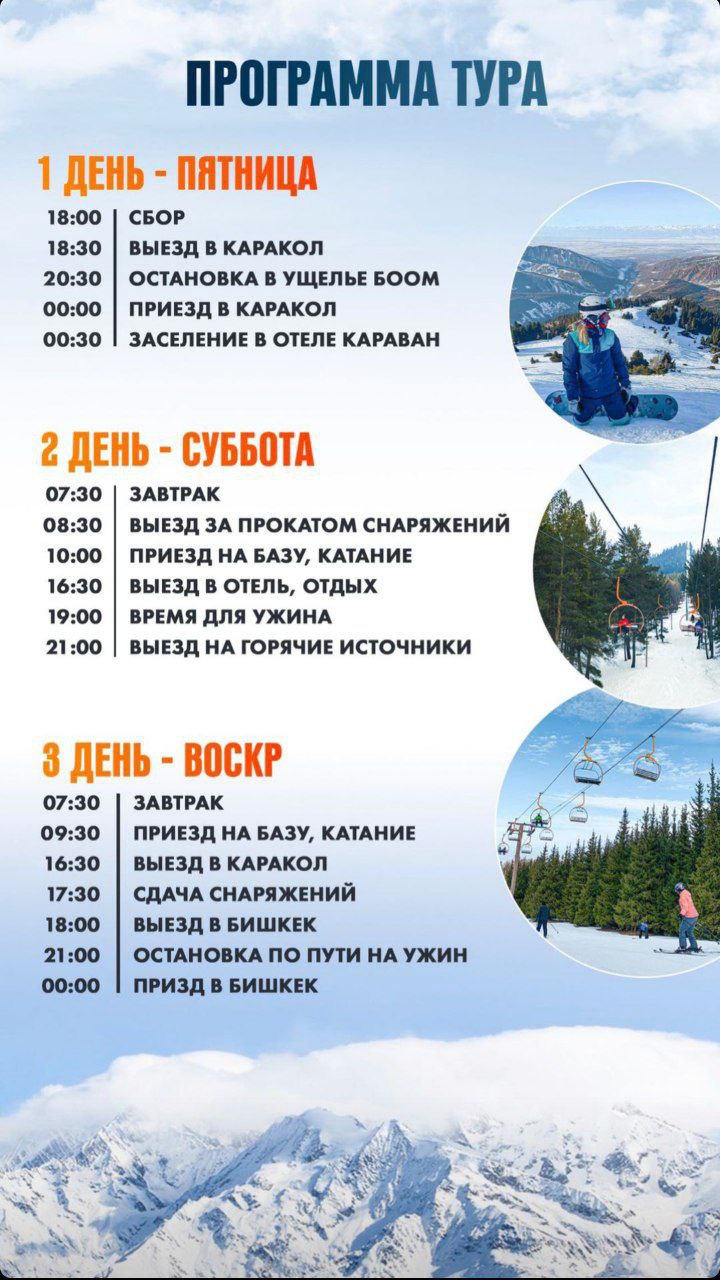 ПРОГРАММА ТУРА
1 ДЕНЬ - ПЯТНИЦА
18:00 СБОР
18:30 ВЫЕЗД В КАРАКОЛ
20:30 ОСТАНОВКА В УЩЕЛЬЕ БООМ
00:00 ПРИЕЗД В КАРАКОЛ
00:30 ЗАСЕЛЕНИЕ В ОТЕЛЕ КАРАВАН
2 ДЕНЬ - СУББОТА
07:30 ЗАВТРАК
08:30 ВЫЕЗД ЗА ПРОКАТОМ СНАРЯЖЕНИЙ
10:00 ПРИЕЗД НА БАЗУ, КАТАНИЕ
16:30 ВЫЕЗД В ОТЕЛЬ, ОТДЫХ
19:00 ВРЕМЯ ДЛЯ УЖИНА
21:00 ВЫЕЗД НА ГОРЯЧИЕ ИСТОЧНИКИ
3 ДЕНЬ - ВОСКР
07:30 ЗАВТРАК
09:30 ПРИЕЗД НА БАЗУ, КАТАНИЕ
16:30 ВЫЕЗД В КАРАКОЛ
17:30 СДАЧА СНАРЯЖЕНИЙ
18:00 ВЫЕЗД В БИШКЕК
21:00 ОСТАНОВКА ПО ПУТИ НА УЖИН
00:00 ПРИЗД В БИШКЕК